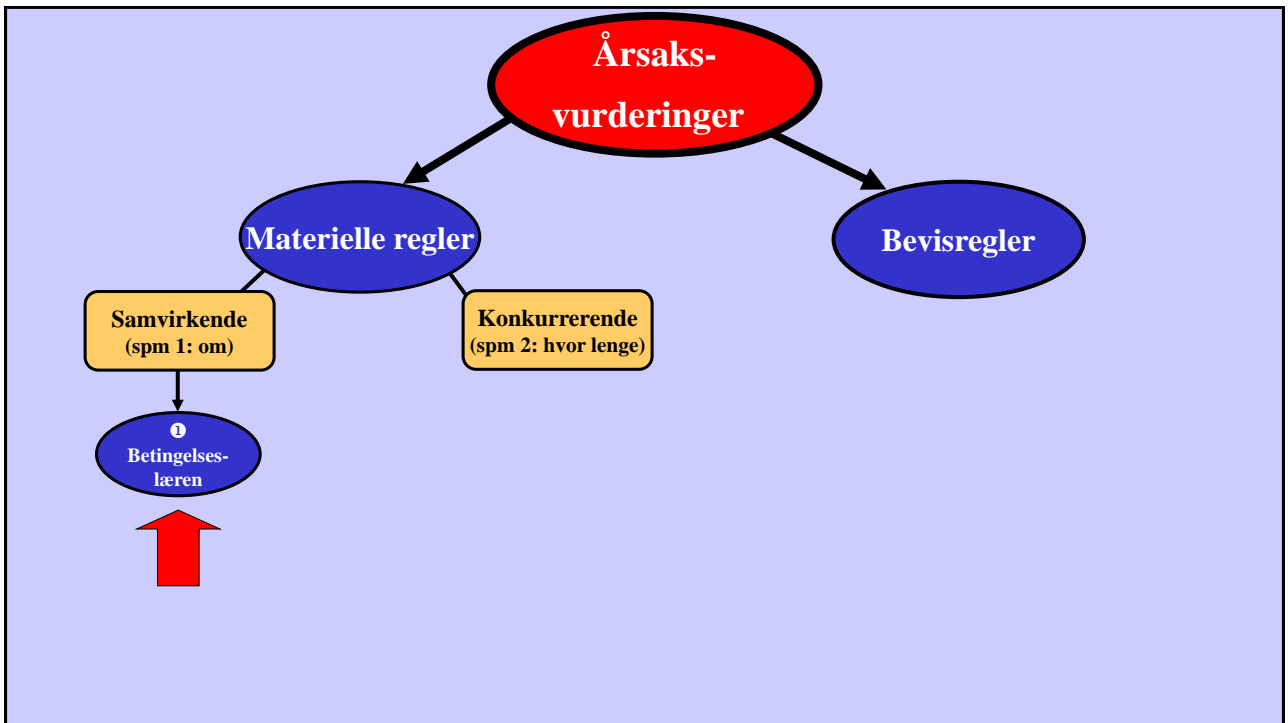 Årsaks-
vurderinger
Materielle regler
Bevisregler
Samvirkende
(spm 1: om)
Konkurrerende
(spm 2: hvor lenge)
❶
Betingelses-
læren